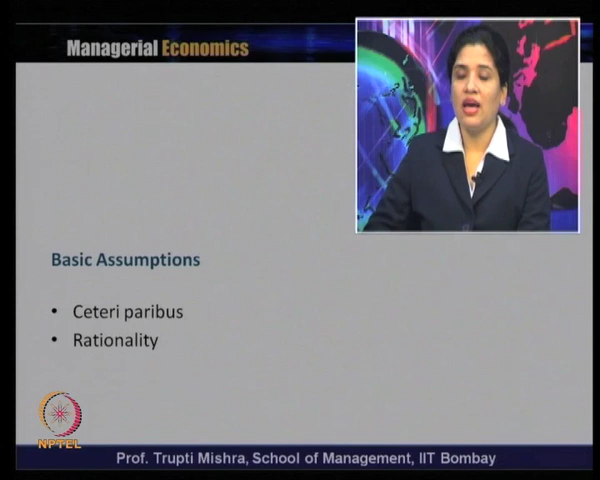 Managerial Economics
Basic Assumptions
• Ceteri paribus
• Rationality
NPTEL
Prof. Trupti Mishra, School of Management, IIT Bombay